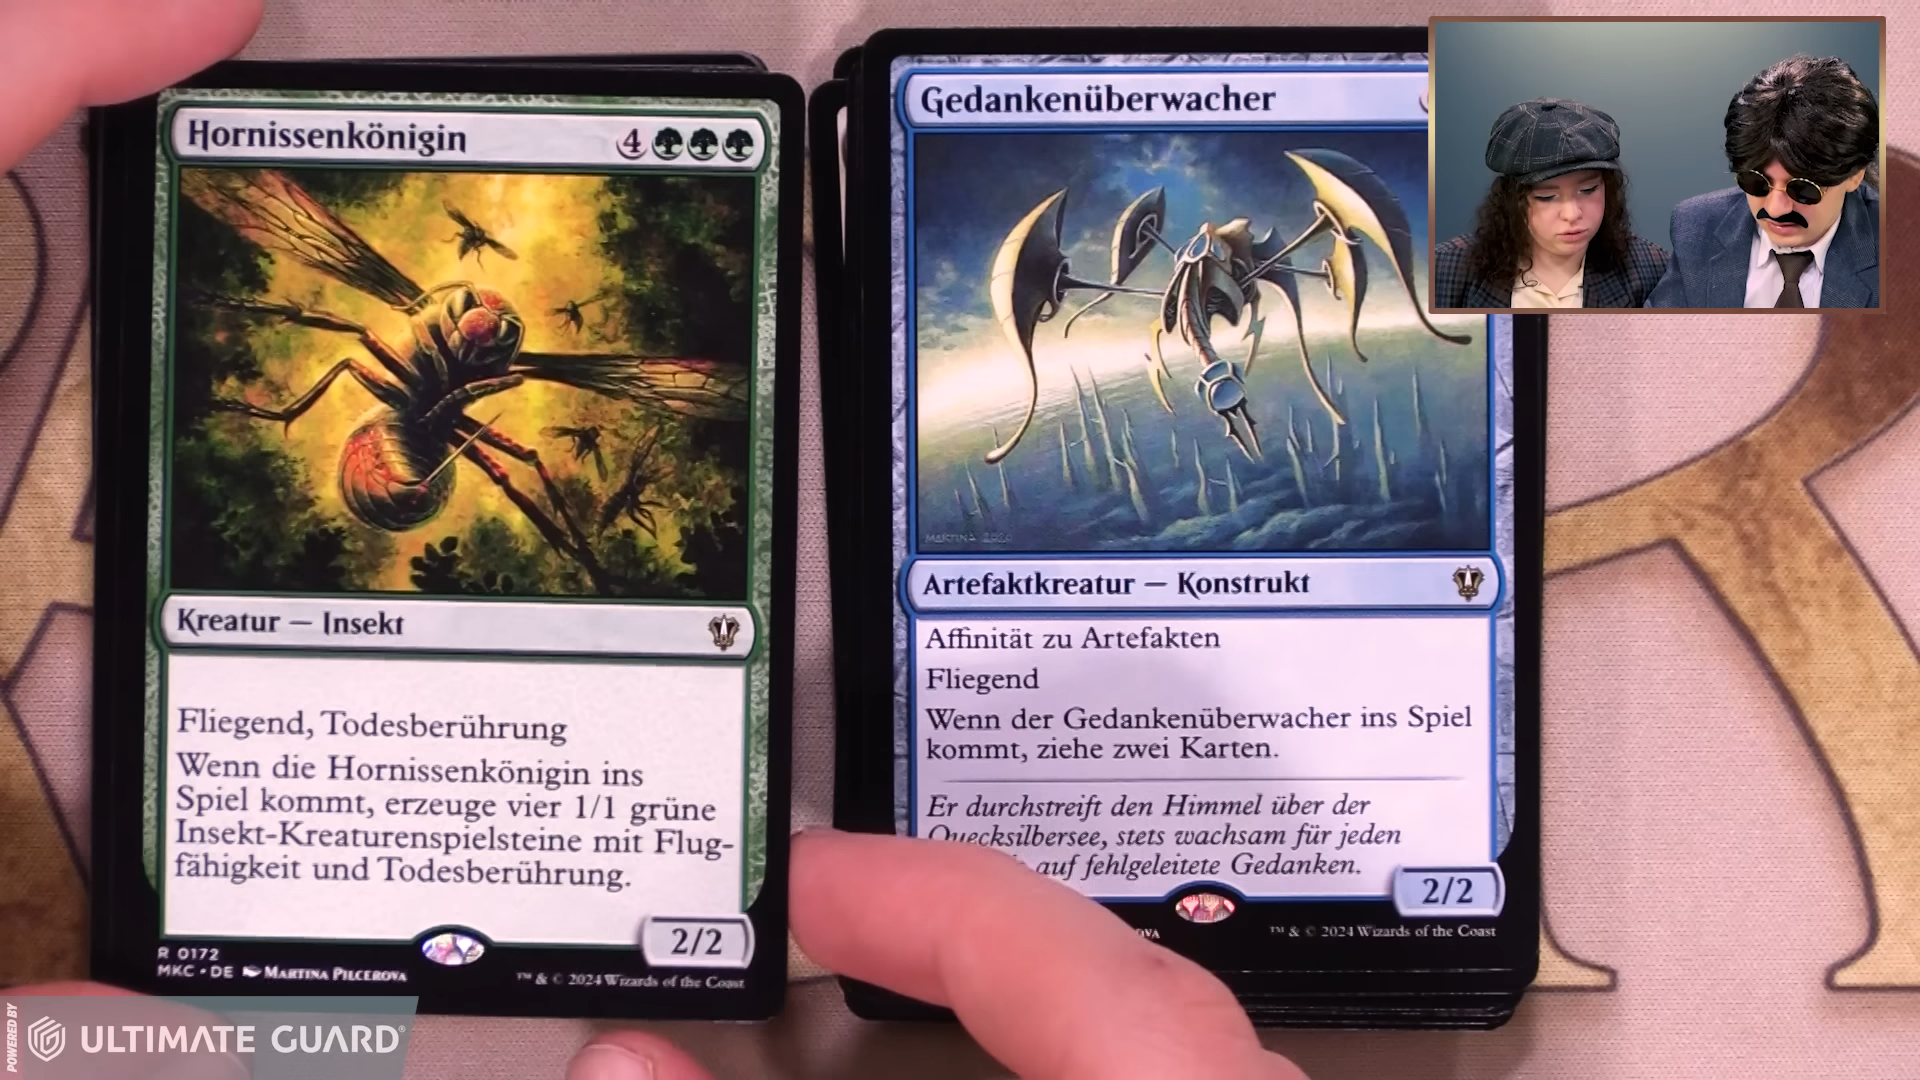 Hornissenkönigin
4
Kreatur — Insekt
Fliegend, Todesberührung
Wenn die Hornissenkönigin ins
Spiel kommt, erzeuge vier 1/1 grüne
Insekt-Kreaturenspielsteine mit Flug-
fähigkeit und Todesberührung.
2/2
R 0172
MKC • DE MARTINA PILCEROVA
™ & © 2024 Wizards of the Coast
Gedankenüberwacher
Artefaktkreatur — Konstrukt
Affinität zu Artefakten
Fliegend
Wenn der Gedankenüberwacher ins Spiel
kommt, ziehe zwei Karten.
Er durchstreift den Himmel über der
Quecksilbersee, stets wachsam für jeden
auf fehlgeleitete Gedanken.
2/2
™ & © 2024 Wizards of the Coast
POWERED BY
ULTIMATE GUARD